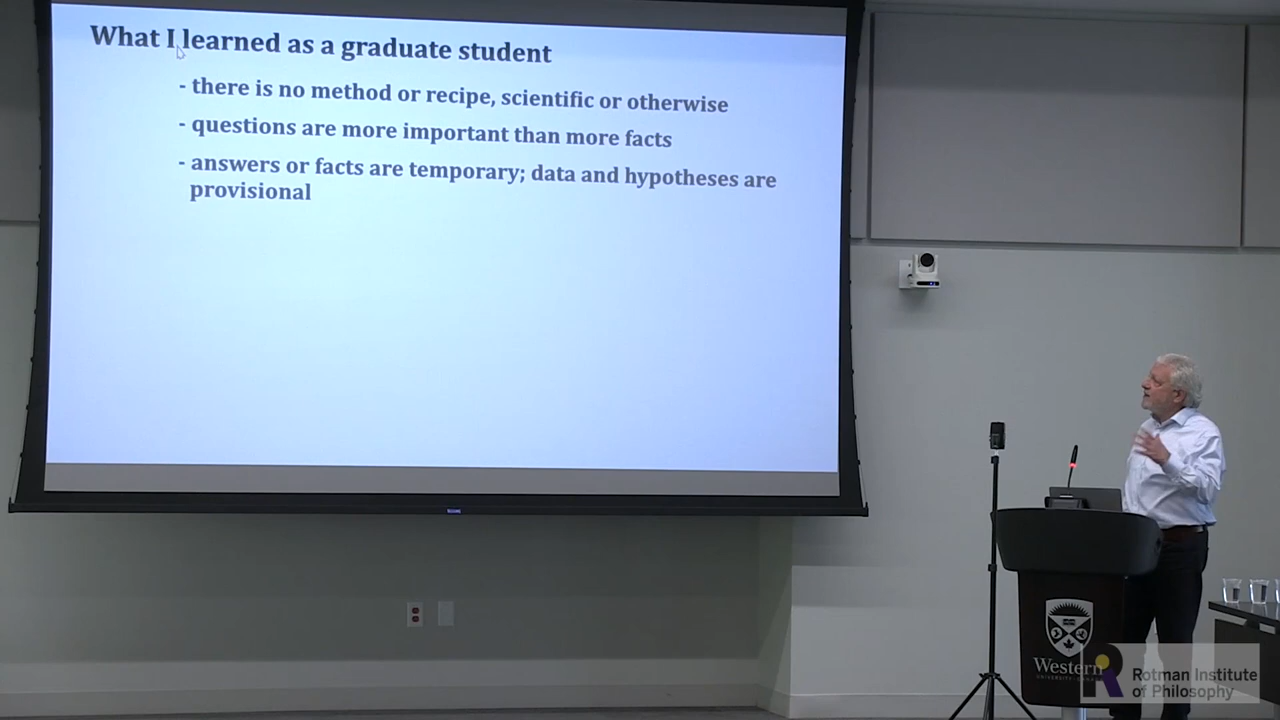 What I learned as a graduate student
- there is no method or recipe, scientific or otherwise
- questions are more important than more facts
- answers or facts are temporary; data and hypotheses are
provisional
Western
Rotman Institute
of Philosophy